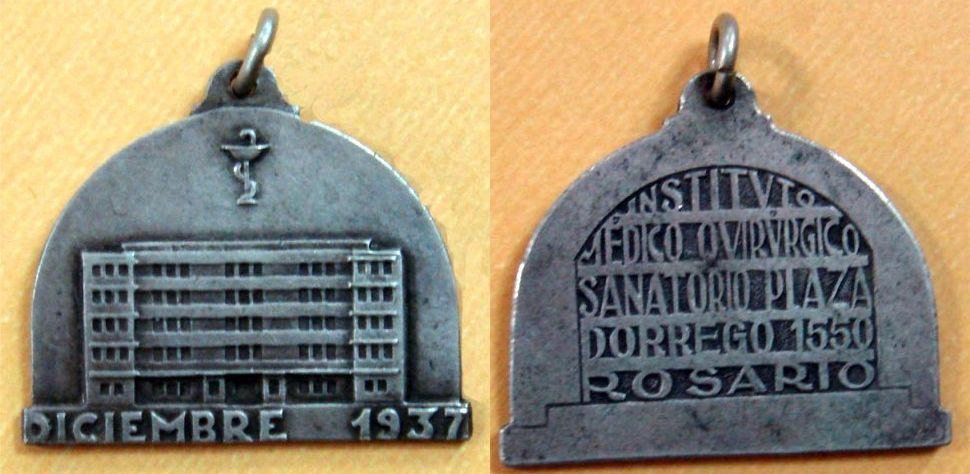 DICIEMBRE 1937
INSTITVTO
MÉDICO QVIRVRGICO
SANATORIO PLAZA
DORREGO 1550
ROSARIO